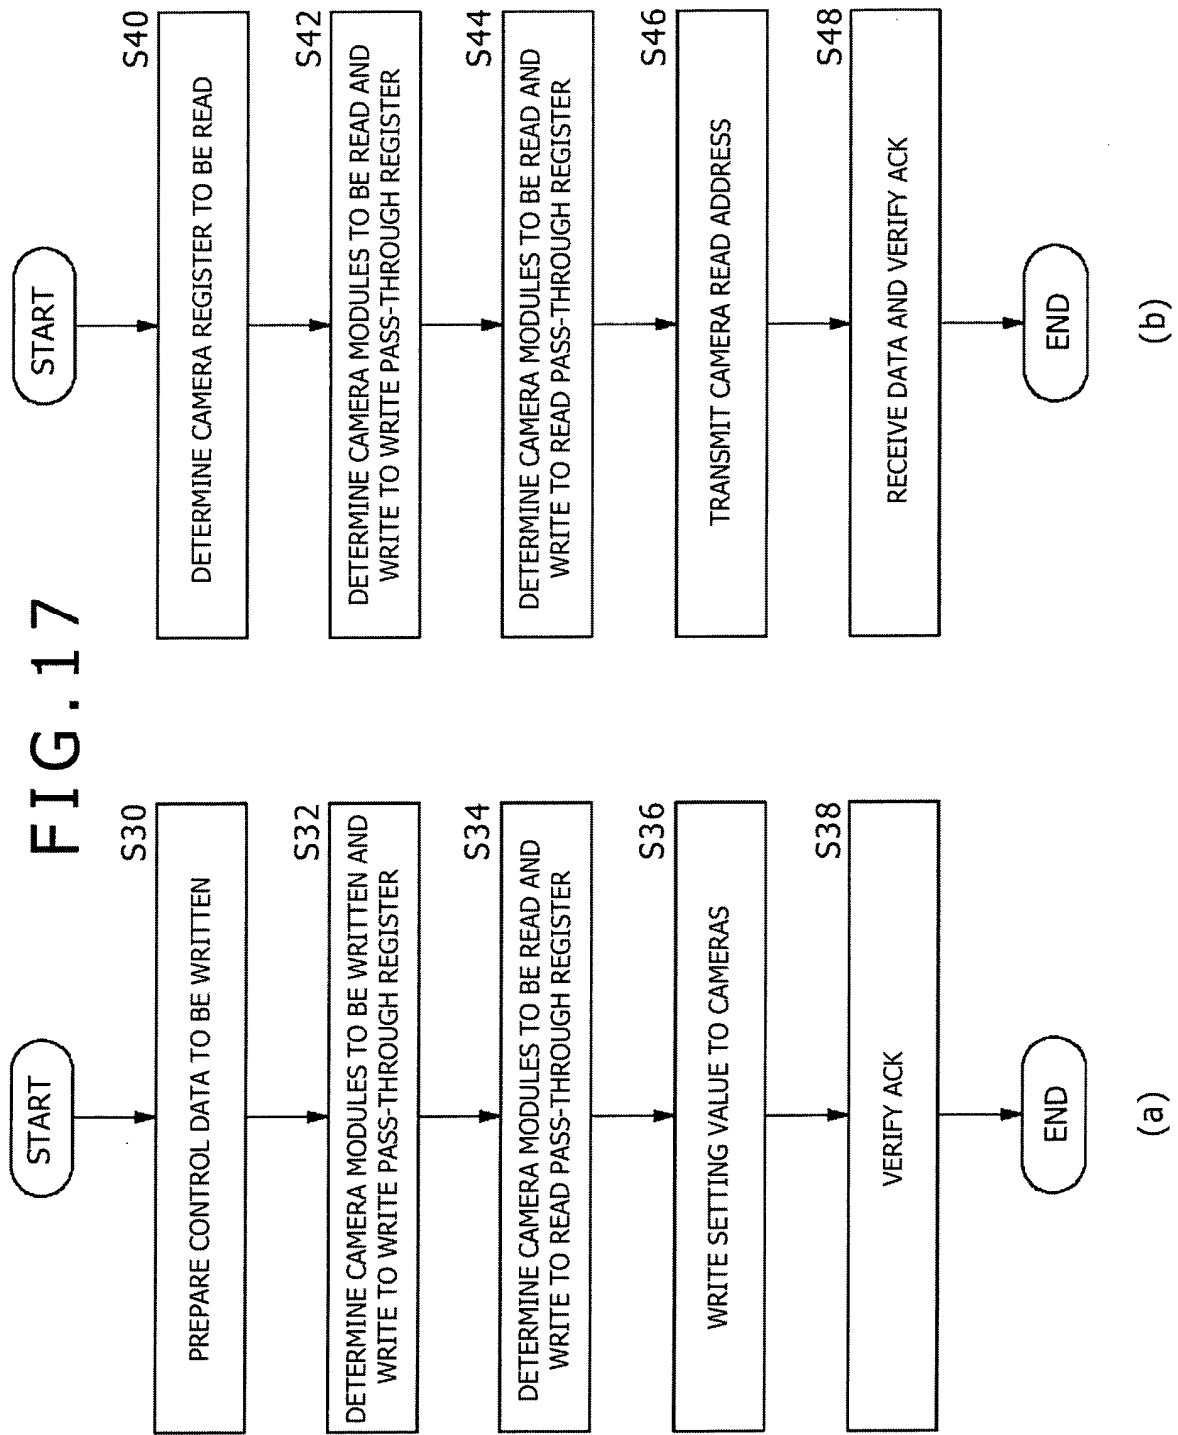 FIG.17
START
S30
PREPARE CONTROL DATA TO BE WRITTEN
S32
DETERMINE CAMERA MODULES TO BE WRITTEN AND
WRITE TO WRITE PASS-THROUGH REGISTER
S34
DETERMINE CAMERA MODULES TO BE READ AND
WRITE TO READ PASS-THROUGH REGISTER
S36
WRITE SETTING VALUE TO CAMERAS
S38
VERIFY ACK
END
(a)
START
S40
DETERMINE CAMERA REGISTER TO BE READ
S42
DETERMINE CAMERA MODULES TO BE READ AND
WRITE TO WRITE PASS-THROUGH REGISTER
S44
DETERMINE CAMERA MODULES TO BE READ AND
WRITE TO READ PASS-THROUGH REGISTER
S46
TRANSMIT CAMERA READ ADDRESS
S48
RECEIVE DATA AND VERIFY ACK
END
(b)